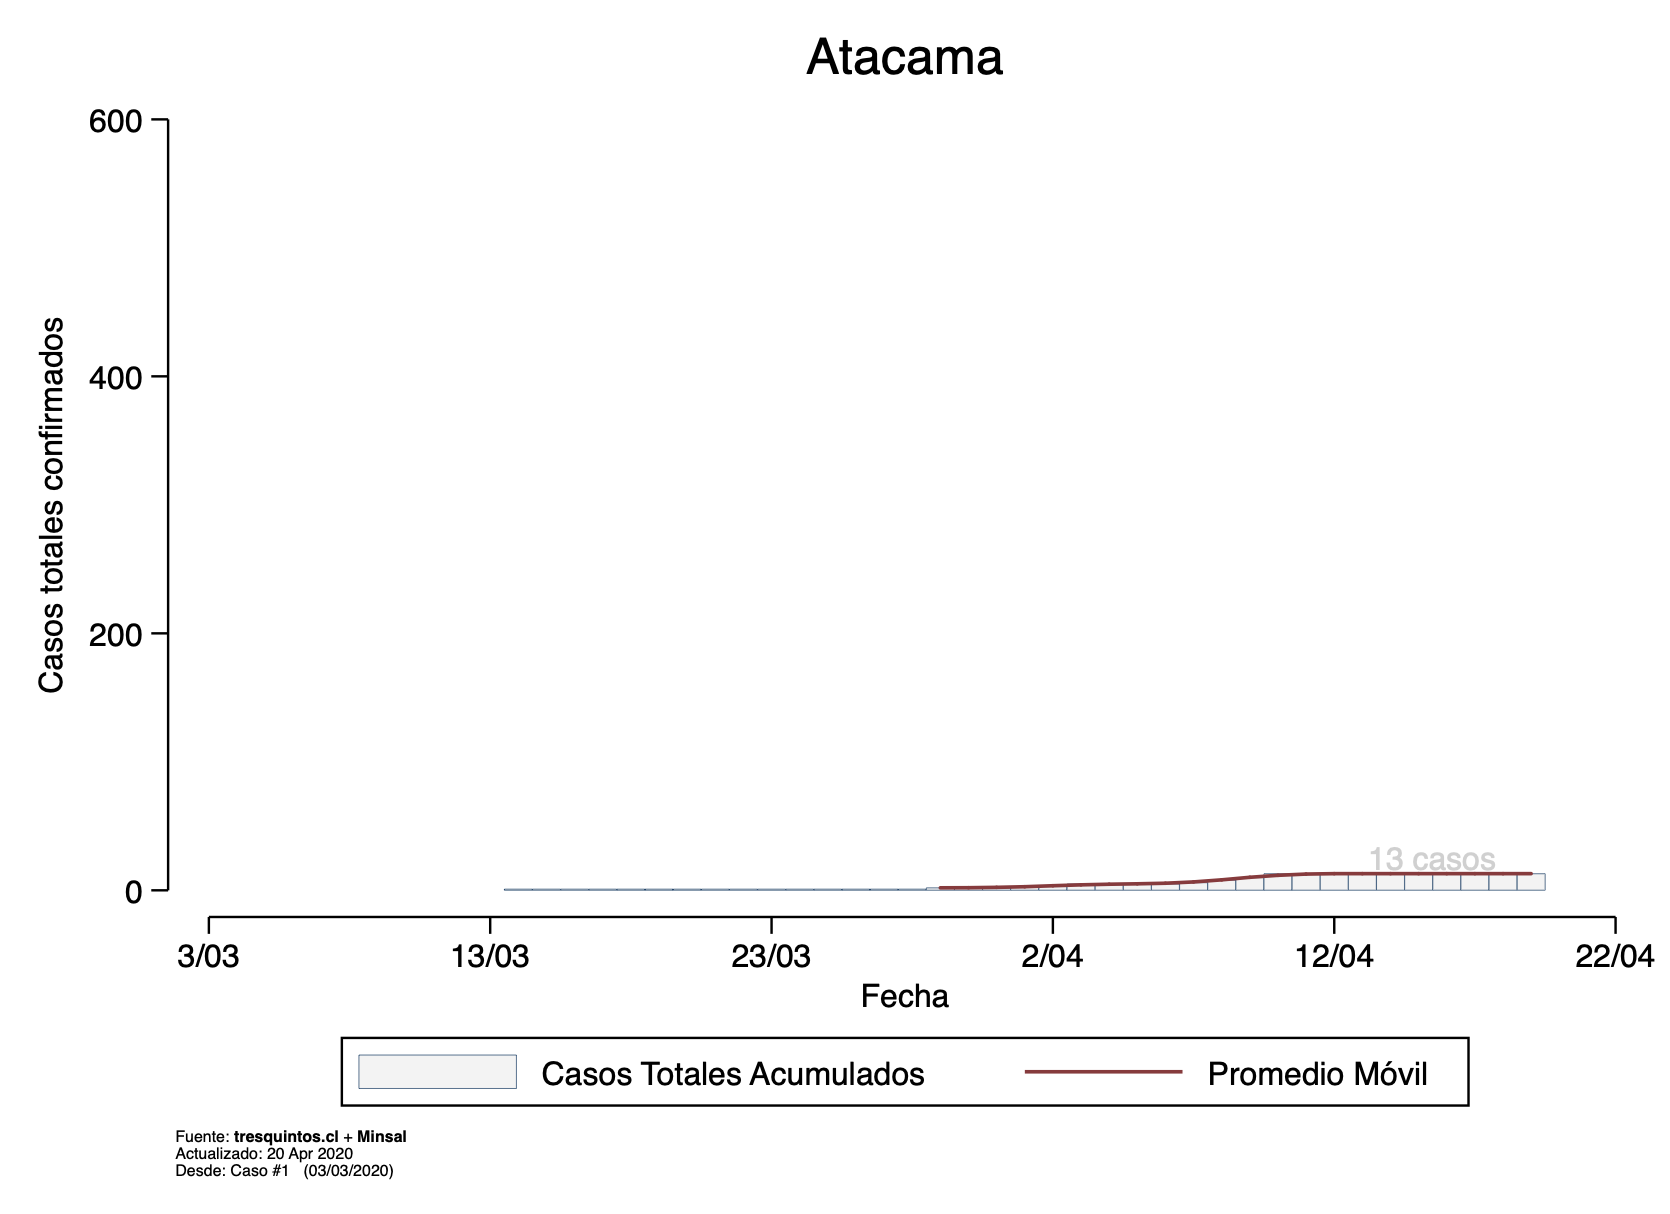 Atacama
600
400
200
0
Casos totales confirmados
13 casos
3/03 13/03 23/03 2/04 12/04 22/04
Fecha
Casos Totales Acumulados Promedio Móvil
Fuente: tresquintos.cl + Minsal
Actualizado: 20 Apr 2020
Desde: Caso #1 (03/03/2020)